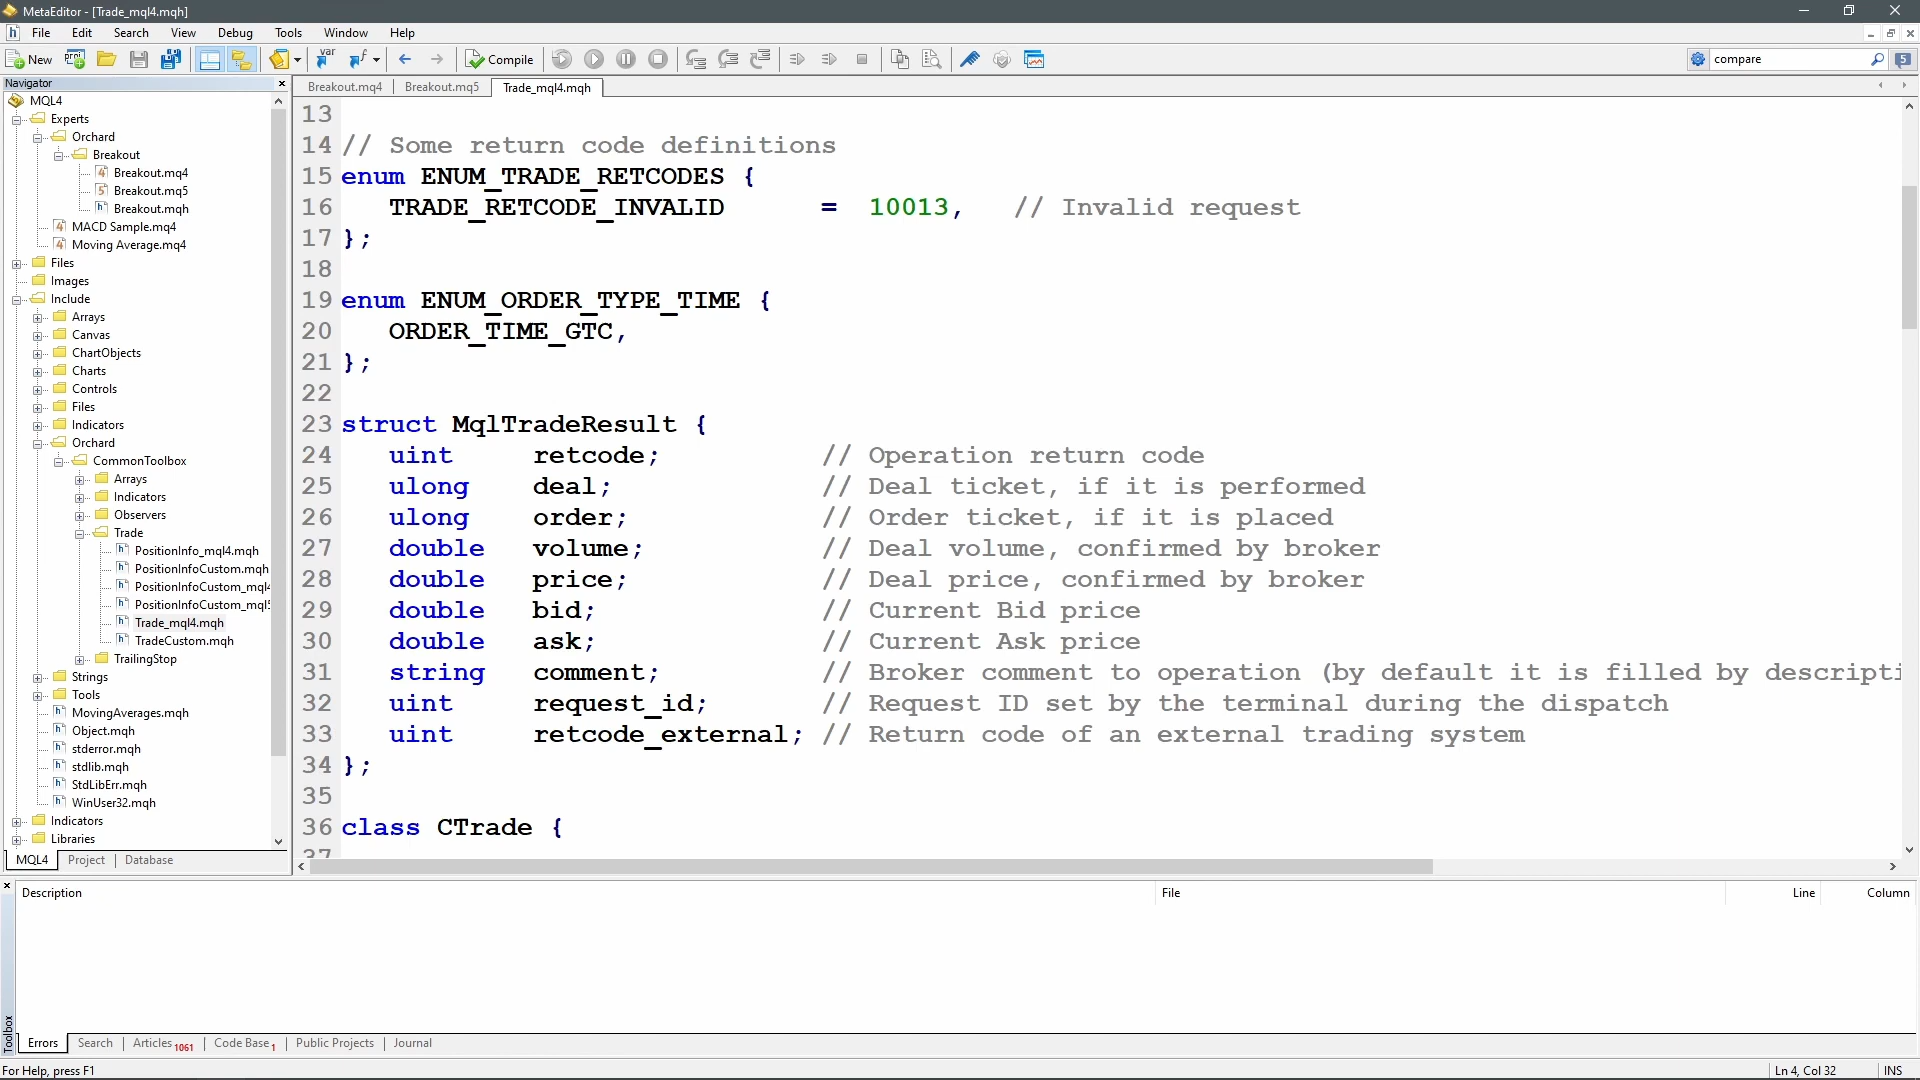 MetaEditor - [Trade_mql4.mqh]
File Edit Search View Debug Tools Window Help
New Compile compare 5
Navigator
Breakout.mq4 Breakout.mq5 Trade_mql4.mqh
MQL4
Experts
Orchard
Breakout
Breakout.mq4
Breakout.mq5
Breakout.mqh
MACD Sample.mq4
Moving Average.mq4
Files
Images
Include
Arrays
Canvas
ChartObjects
Charts
Controls
Files
Indicators
Orchard
CommonToolbox
Arrays
Indicators
Observers
Trade
PositionInfo_mql4.mqh
PositionInfoCustom.mqh
PositionInfoCustom_mql4
PositionInfoCustom_mql5
Trade_mql4.mqh
TradeCustom.mqh
TrailingStop
Strings
Tools
MovingAverages.mqh
Object.mqh
stderror.mqh
stdlib.mqh
StdLibErr.mqh
WinUser32.mqh
Indicators
Libraries
MQL4 Project Database
13
14 // Some return code definitions
15 enum ENUM_TRADE_RETCODES {
16 TRADE_RETCODE_INVALID = 10013, // Invalid request
17 };
18
19 enum ENUM_ORDER_TYPE_TIME {
20 ORDER_TIME_GTC,
21 };
22
23 struct MqlTradeResult {
24 uint retcode; // Operation return code
25 ulong deal; // Deal ticket, if it is performed
26 ulong order; // Order ticket, if it is placed
27 double volume; // Deal volume, confirmed by broker
28 double price; // Deal price, confirmed by broker
29 double bid; // Current Bid price
30 double ask; // Current Ask price
31 string comment; // Broker comment to operation (by default it is filled by descripti
32 uint request_id; // Request ID set by the terminal during the dispatch
33 uint retcode_external; // Return code of an external trading system
34 };
35
36 class CTrade {
37
Description File Line Column
Toolbox
Errors Search Articles 1061 Code Base 1 Public Projects Journal
For Help, press F1 Ln 4, Col 32 INS